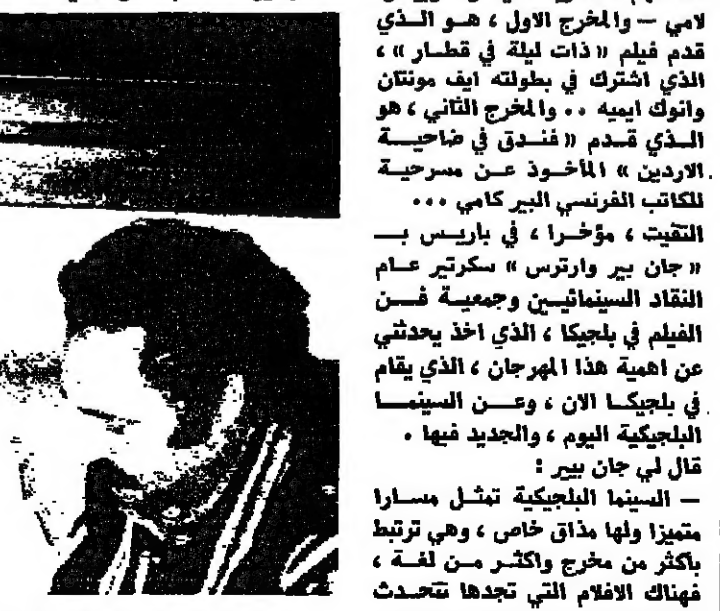 لامي — والمخرج الاول ، هو الذي
قدم فيلم « ذات ليلة في قطار » ،
الذي اشترك في بطولته ايف مونتان
وانوك ايميه .. والمخرج الثاني ، هو
الذي قدم « فندق في ضاحية
الاردين » المأخوذ عن مسرحية
للكاتب الفرنسي البير كامي ...
التقيت ، مؤخرا ، في باريس بـ
« جان بير وارترس » سكرتير عام
النقاد السينمائيين وجمعية فن
الفيلم في بلجيكا ، الذي اخذ يحدثني
عن اهمية هذا المهرجان ، الذي يقام
في بلجيكا الان ، وعن السينما
البلجيكية اليوم ، والجديد فيها .
قال لي جان بيير :
— السينما البلجيكية تمثل مسارا
متميزا ولها مذاق خاص ، وهي ترتبط
باكثر من مخرج واكثر من لغة ،
فهناك الافلام التي تجدها تتحدث